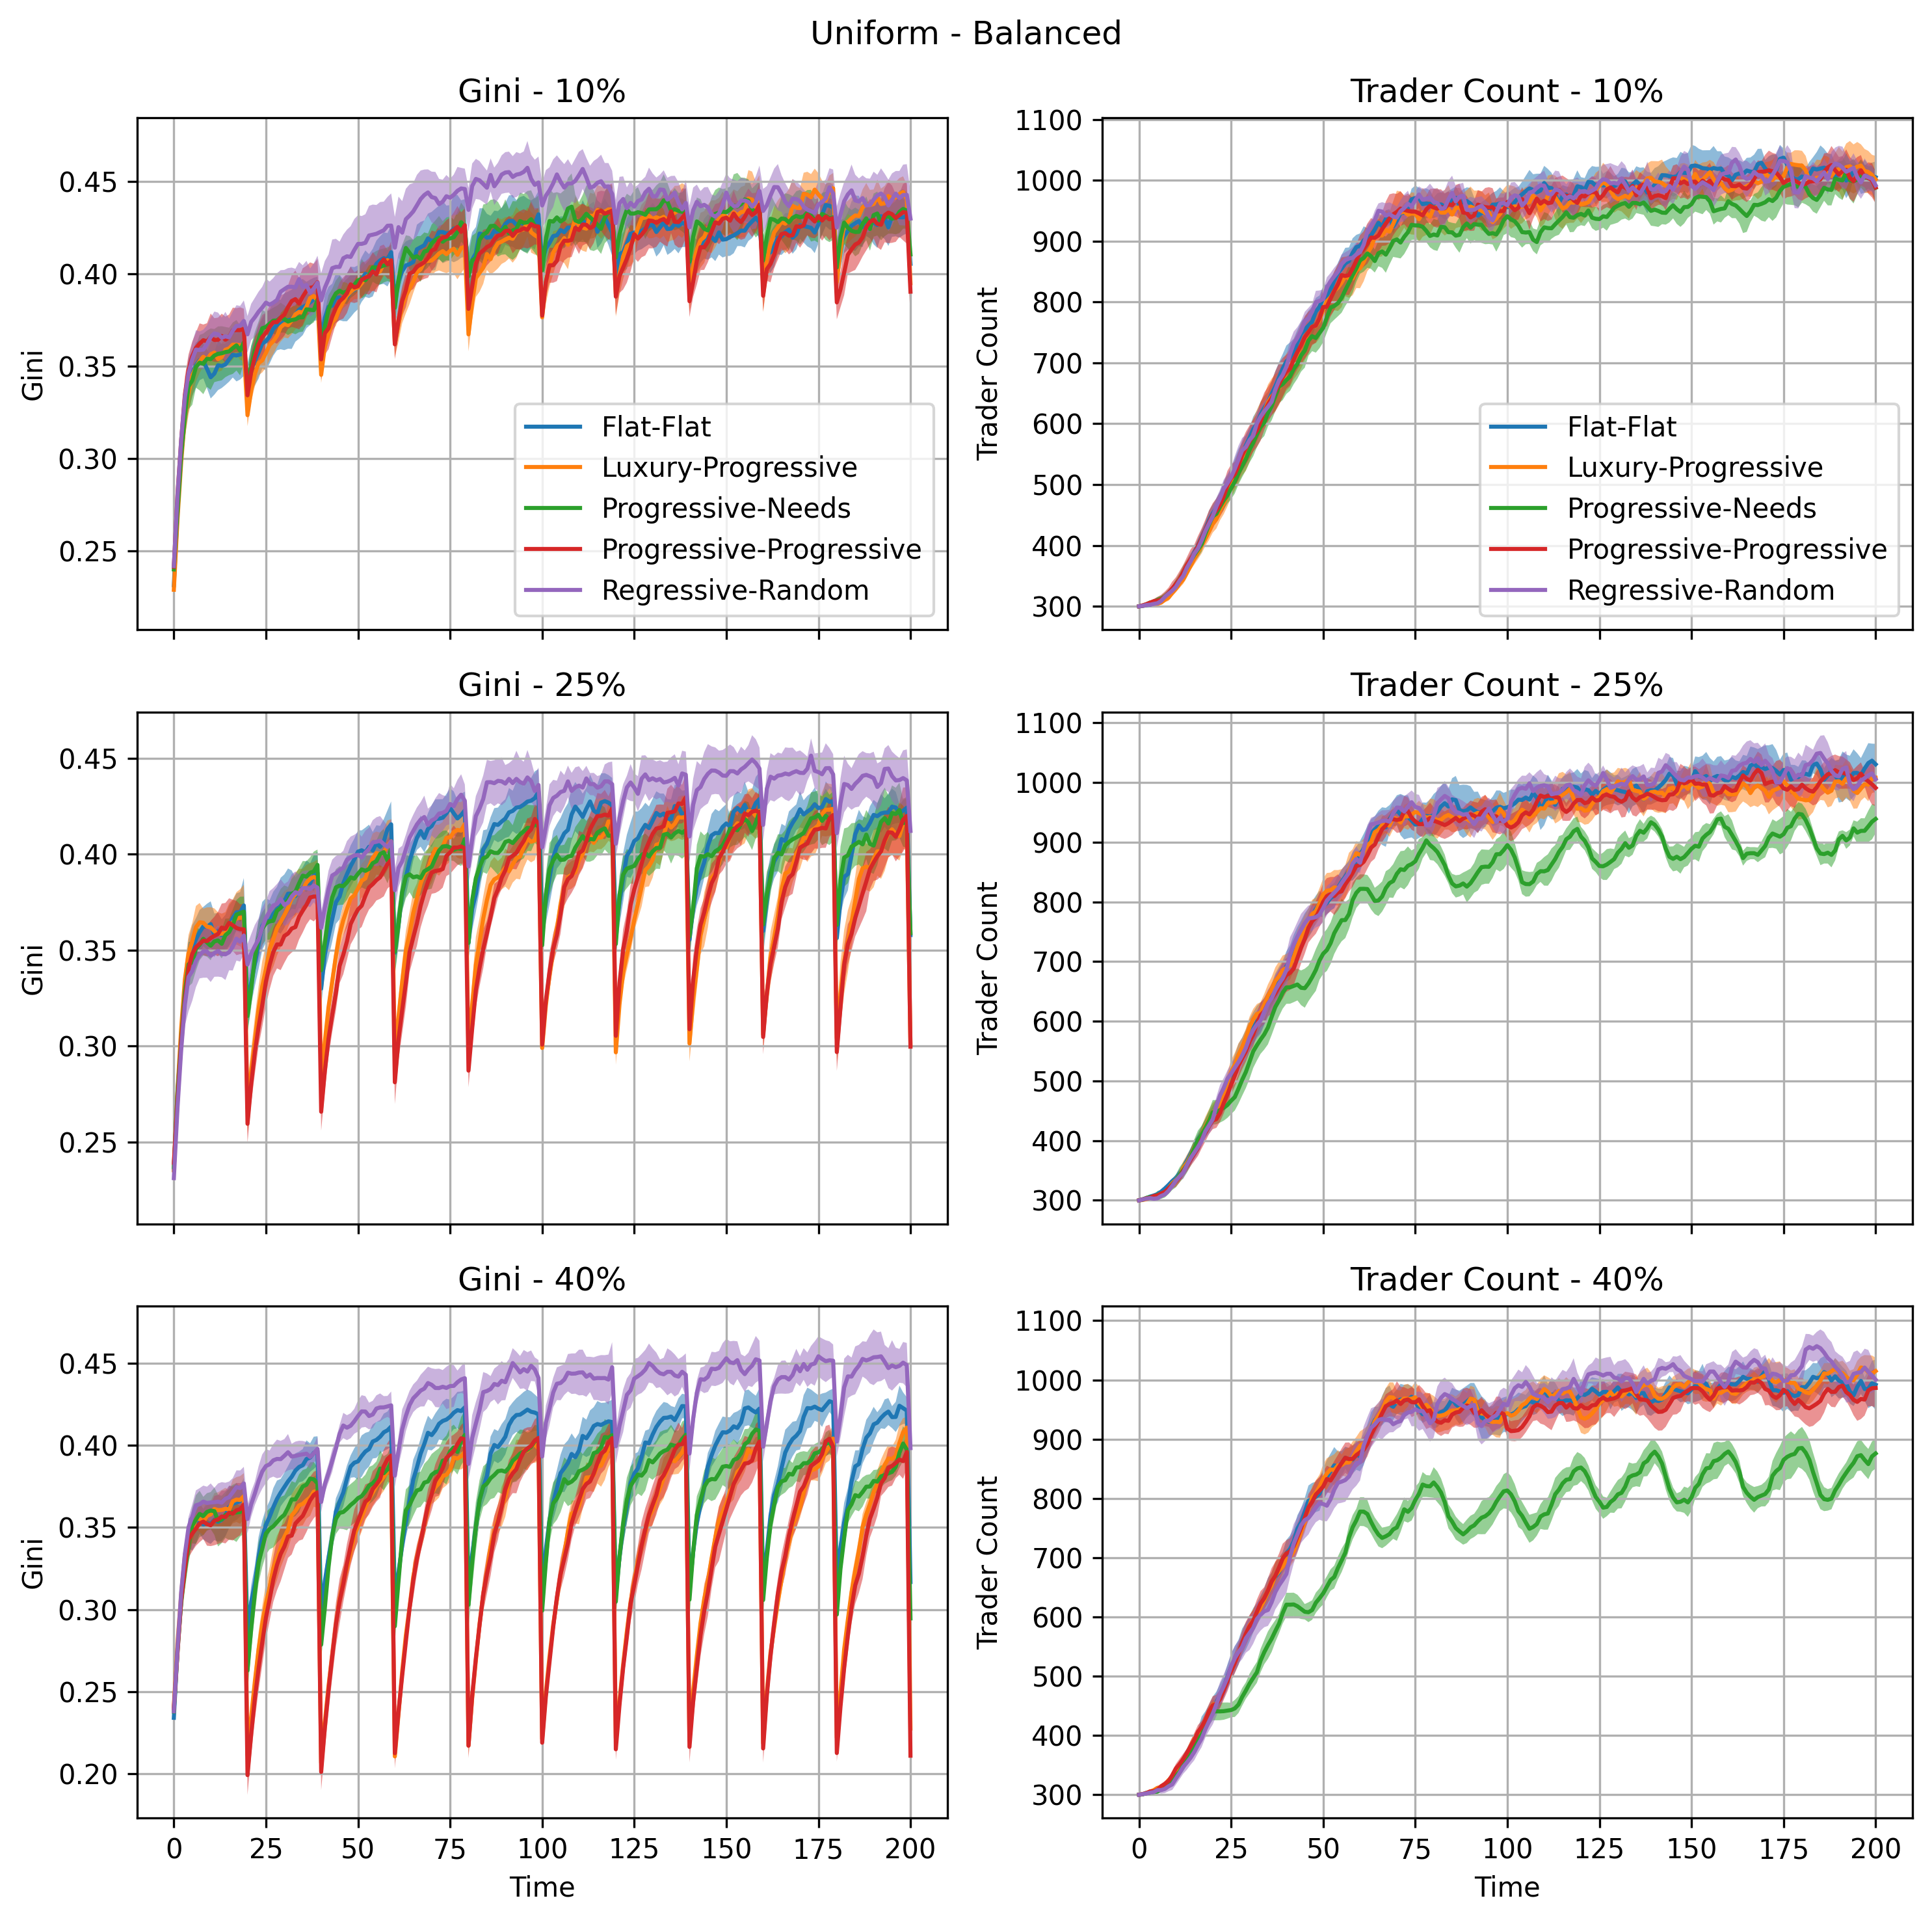 Uniform - Balanced
Gini - 10%
Gini
0.45
0.40
0.35
0.30
0.25
Flat-Flat
Luxury-Progressive
Progressive-Needs
Progressive-Progressive
Regressive-Random
Trader Count - 10%
Trader Count
1100
1000
900
800
700
600
500
400
300
Flat-Flat
Luxury-Progressive
Progressive-Needs
Progressive-Progressive
Regressive-Random
Gini - 25%
Gini
0.45
0.40
0.35
0.30
0.25
Trader Count - 25%
Trader Count
1100
1000
900
800
700
600
500
400
300
Gini - 40%
Gini
0.45
0.40
0.35
0.30
0.25
0.20
0 25 50 75 100 125 150 175 200
Time
Trader Count - 40%
Trader Count
1100
1000
900
800
700
600
500
400
300
0 25 50 75 100 125 150 175 200
Time